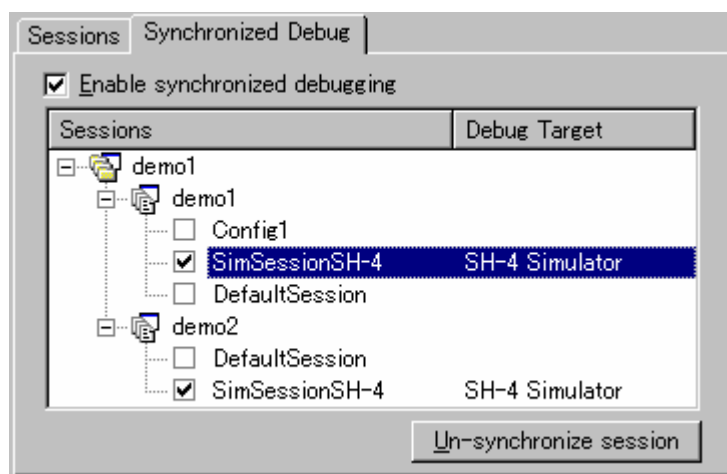 Sessions Synchronized Debug
Enable synchronized debugging
Sessions Debug Target
demo1
demo1
Config1
SimSessionSH-4 SH-4 Simulator
DefaultSession
demo2
DefaultSession
SimSessionSH-4 SH-4 Simulator
Un-synchronize session